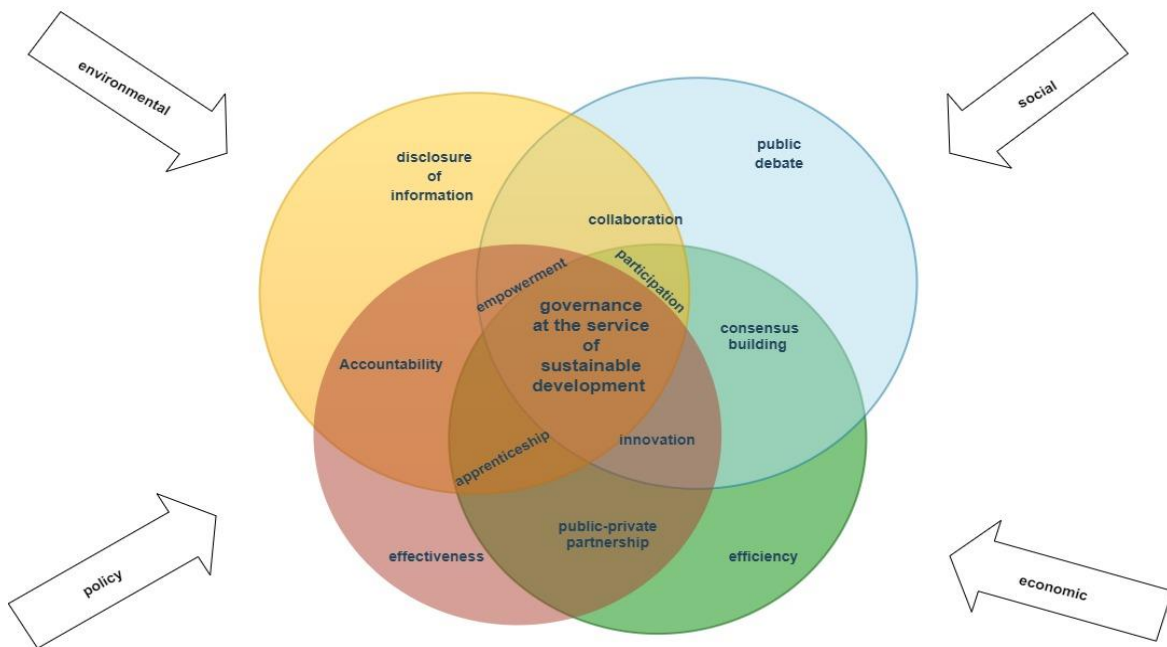 environmental
social
disclosure
of
information
public
debate
collaboration
empowerment
participation
governance
at the service
of
sustainable
development
consensus
building
Accountability
apprenticeship
innovation
public-private
partnership
effectiveness
efficiency
policy
economic